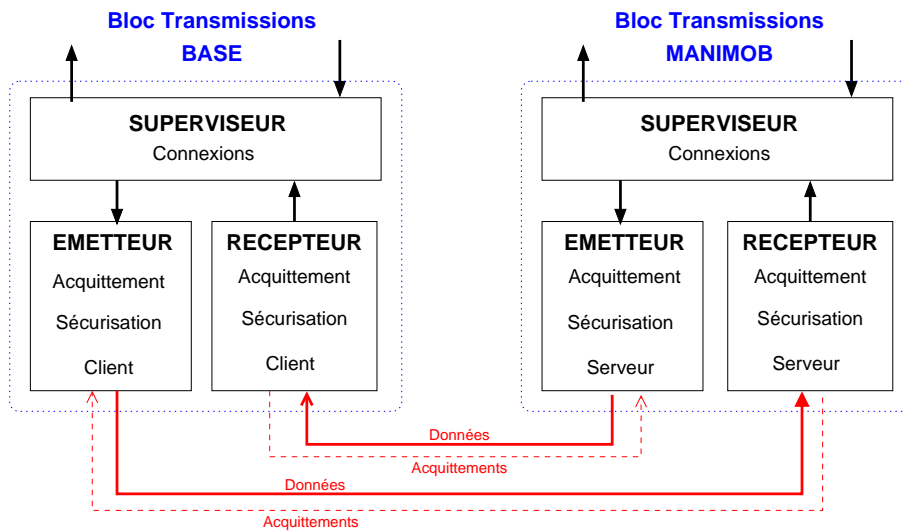 Bloc Transmissions
BASE
SUPERVISEUR
Connexions
EMETTEUR
Acquittement
Sécurisation
Client
RECEPTEUR
Acquittement
Sécurisation
Client
Bloc Transmissions
MANIMOB
SUPERVISEUR
Connexions
EMETTEUR
Acquittement
Sécurisation
Serveur
RECEPTEUR
Acquittement
Sécurisation
Serveur
Données
Acquittements
Données
Acquittements